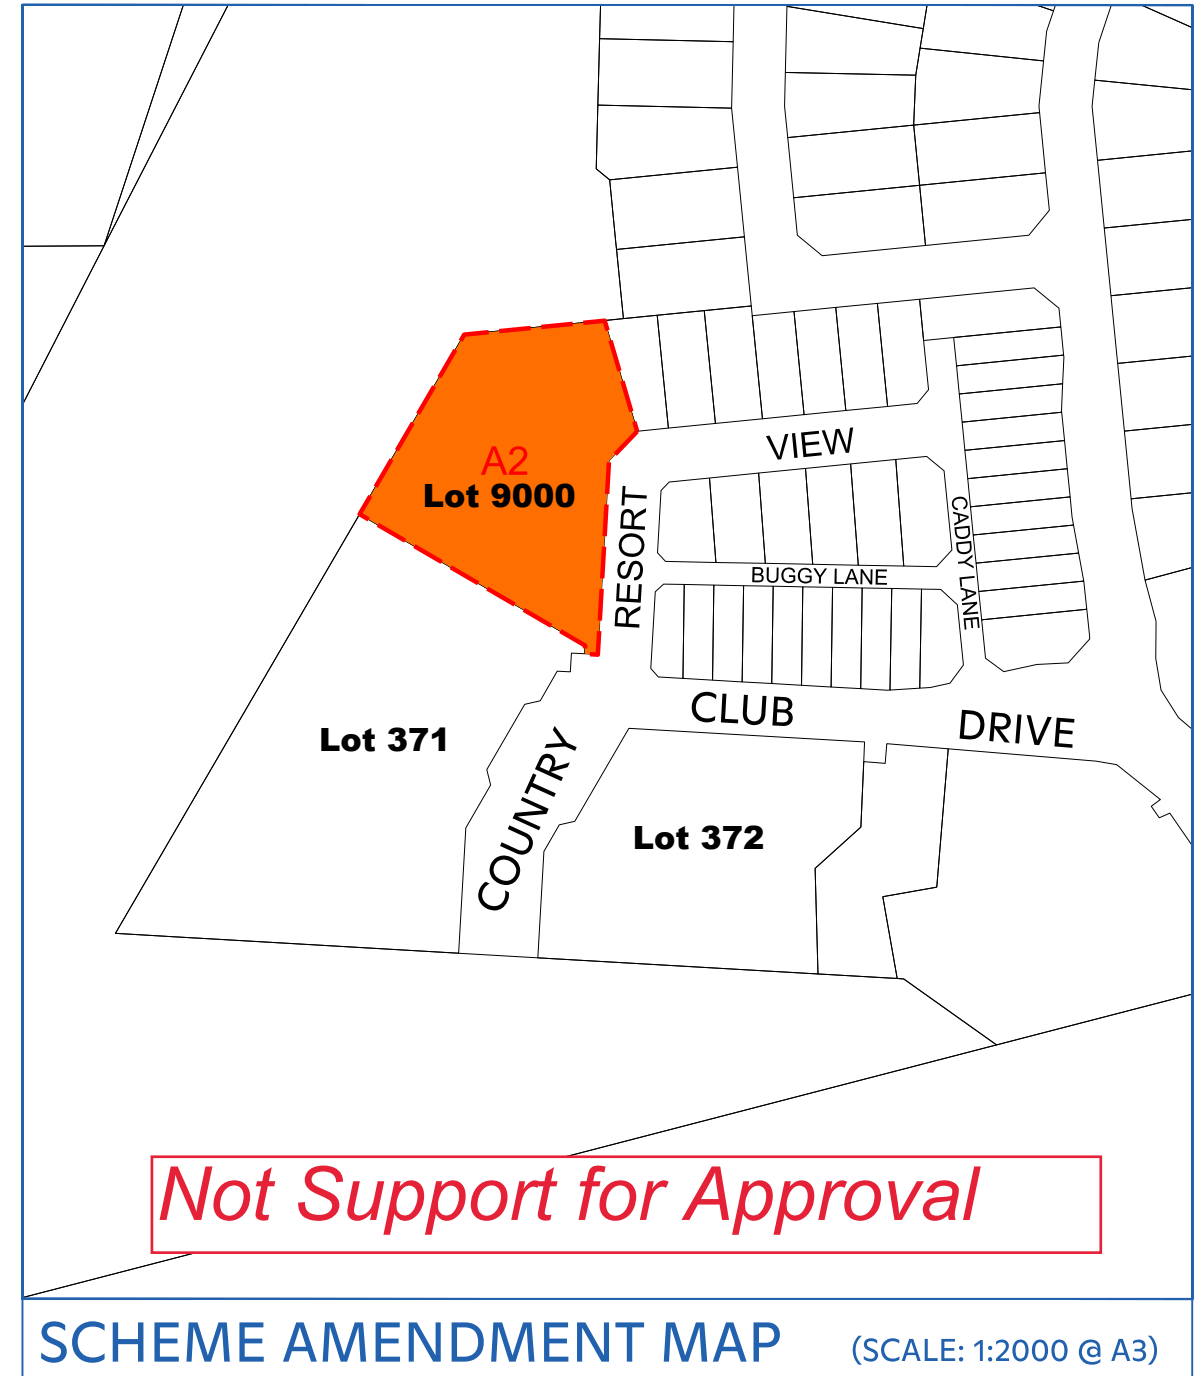 A2
Lot 9000
VIEW
RESORT
CADDY LANE
BUGGY LANE
CLUB
DRIVE
Lot 371
COUNTRY
Lot 372
Not Support for Approval
SCHEME AMENDMENT MAP (SCALE: 1:2000 @ A3)